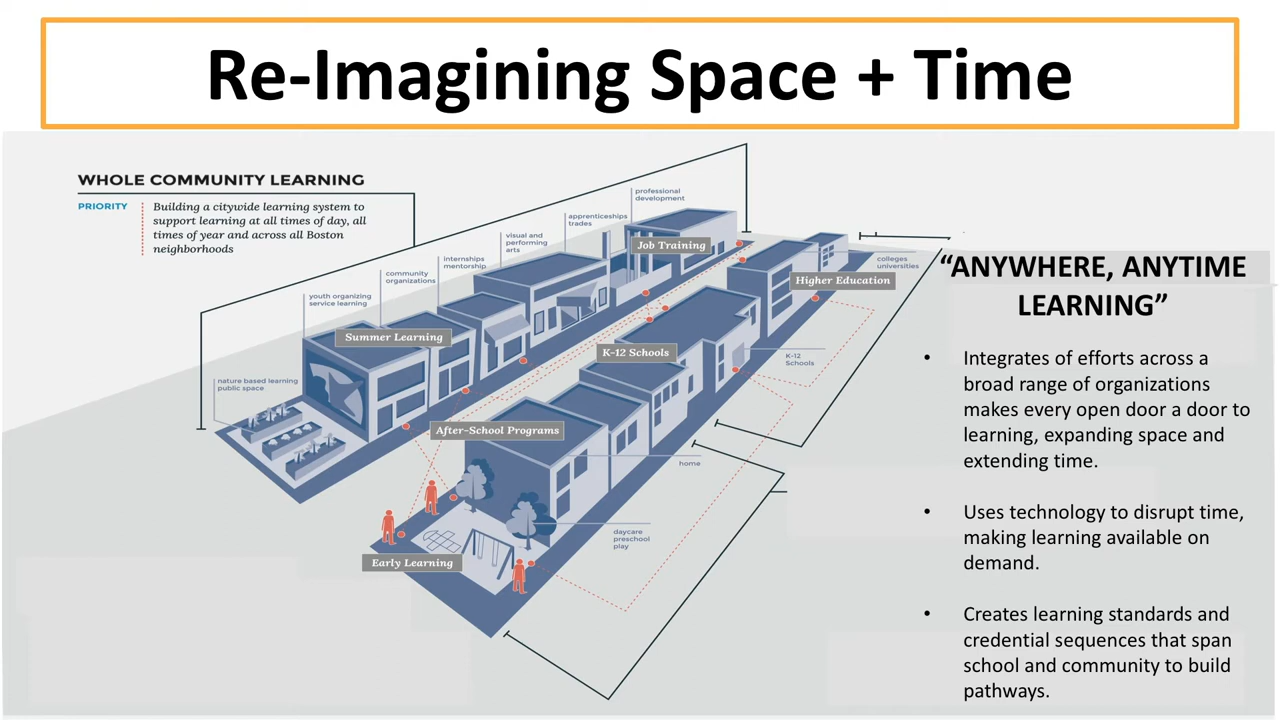 Re-Imagining Space + Time
WHOLE COMMUNITY LEARNING
PRIORITY
Building a citywide learning system to
support learning at all times of day, all
times of year and across all Boston
neighborhoods
professional
development
apprenticeships
trades
visual and
performing
arts
internships
mentorship
community
organizations
youth organizing
service learning
nature based learning
public space
Job Training
Higher Education
colleges
universities
Summer Learning
K-12 Schools
K-12
Schools
After-School Programs
home
daycare
preschool
play
Early Learning
“ANYWHERE, ANYTIME
LEARNING”
• Integrates of efforts across a
broad range of organizations
makes every open door a door to
learning, expanding space and
extending time.
• Uses technology to disrupt time,
making learning available on
demand.
• Creates learning standards and
credential sequences that span
school and community to build
pathways.